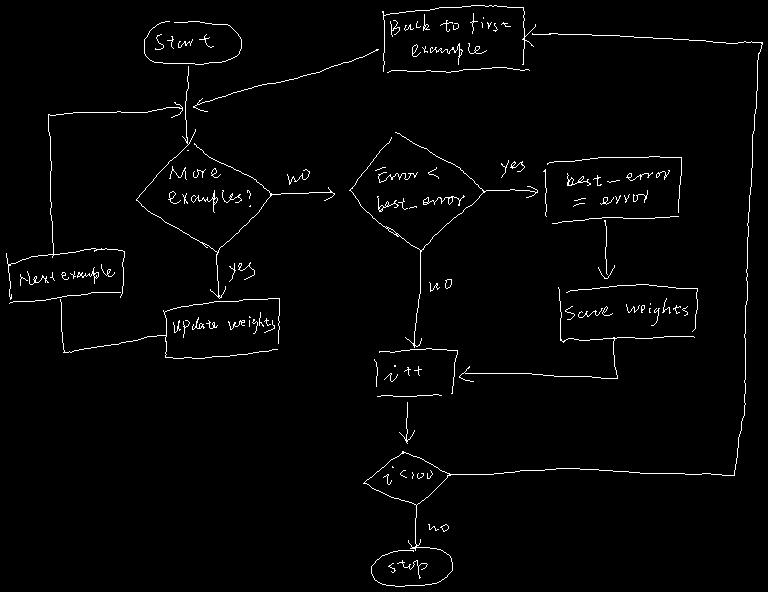 Start
Back to first
example
More
examples?
no
Error <
best_error
yes
best_error
= error
Next example
yes
update weights
no
Save weights
i++
i<100
no
stop